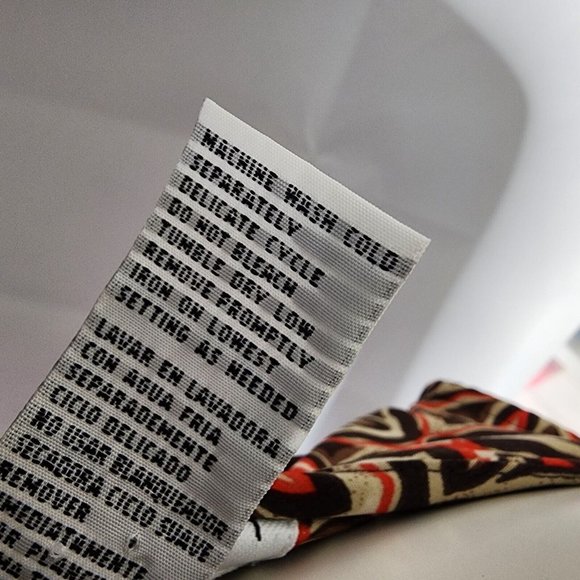 MACHINE WASH COLD
SEPARATELY
DELICATE CYCLE
DO NOT BLEACH
TUMBLE DRY LOW
REMOVE PROMPTLY
IRON ON LOWEST
SETTING AS NEEDED
LAVAR EN LAVADORA
CON AGUA FRIA
SEPARADEMENTE
CICLO DELICADO
NO USAR BLANQUEADOR
SECADORA CICLO SUAVE
REMOVER